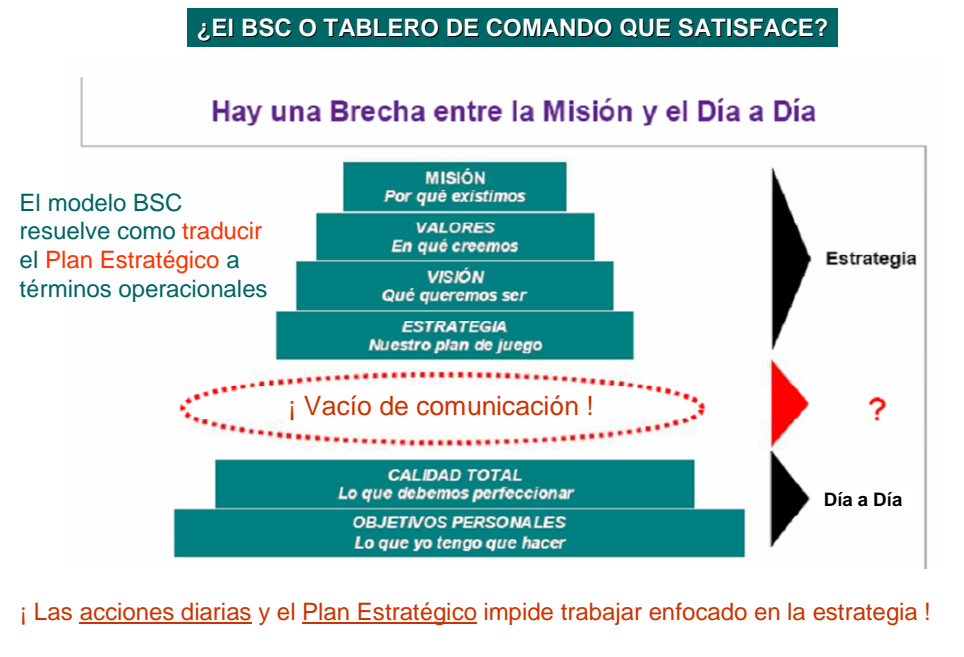 ¿El BSC O TABLERO DE COMANDO QUE SATISFACE?
Hay una Brecha entre la Misión y el Día a Día
El modelo BSC
resuelve como traducir
el Plan Estratégico a
términos operacionales
MISIÓN
Por qué existimos
VALORES
En qué creemos
VISIÓN
Qué queremos ser
ESTRATEGIA
Nuestro plan de juego
Estrategia
¡ Vacío de comunicación !
?
CALIDAD TOTAL
Lo que debemos perfeccionar
OBJETIVOS PERSONALES
Lo que yo tengo que hacer
Día a Día
¡ Las acciones diarias y el Plan Estratégico impide trabajar enfocado en la estrategia !